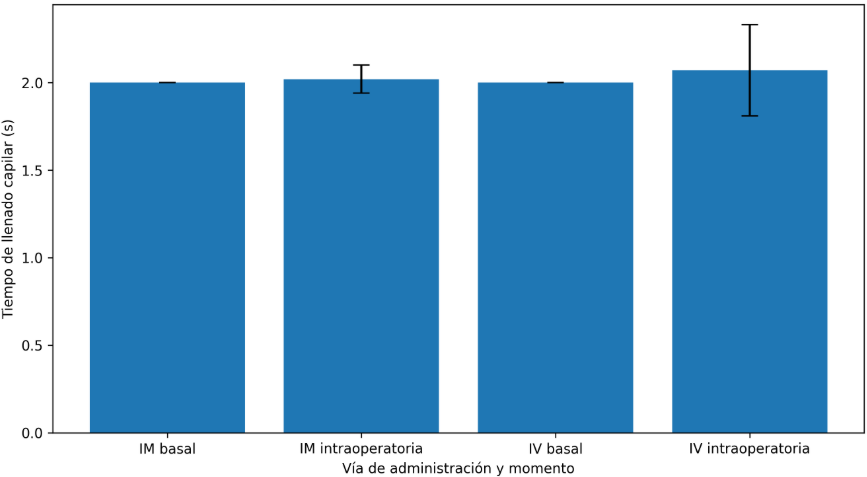 Tiempo de llenado capilar (s)
2.0
1.5
1.0
0.5
0.0
IM basal
IM intraoperatoria
IV basal
IV intraoperatoria
Vía de administración y momento